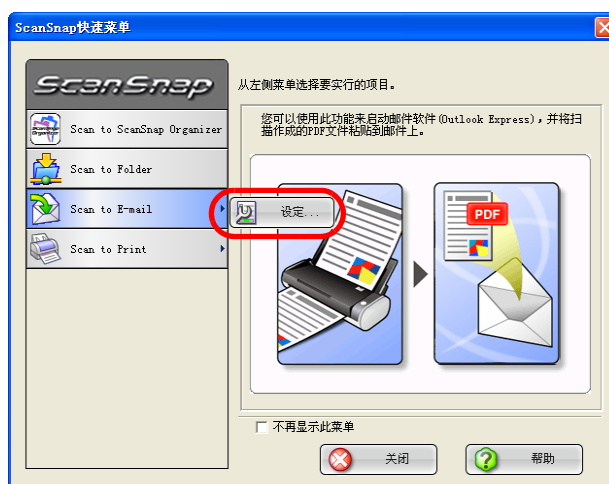 ScanSnap快速菜单
ScanSnap
从左侧菜单选择要实行的项目。
您可以使用此功能来启动邮件软件(Outlook Express)，并将扫
描作成的PDF文件粘贴到邮件上。
Scan to ScanSnap Organizer
Scan to Folder
Scan to E-mail
设定...
Scan to Print
PDF
不再显示此菜单
关闭
帮助